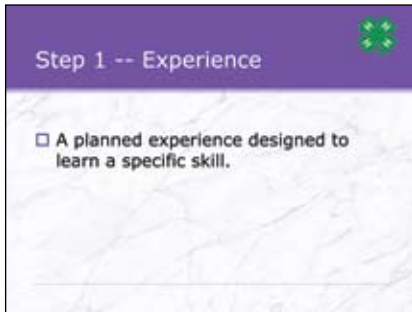 Step 1 -- Experience
A planned experience designed to
learn a specific skill.